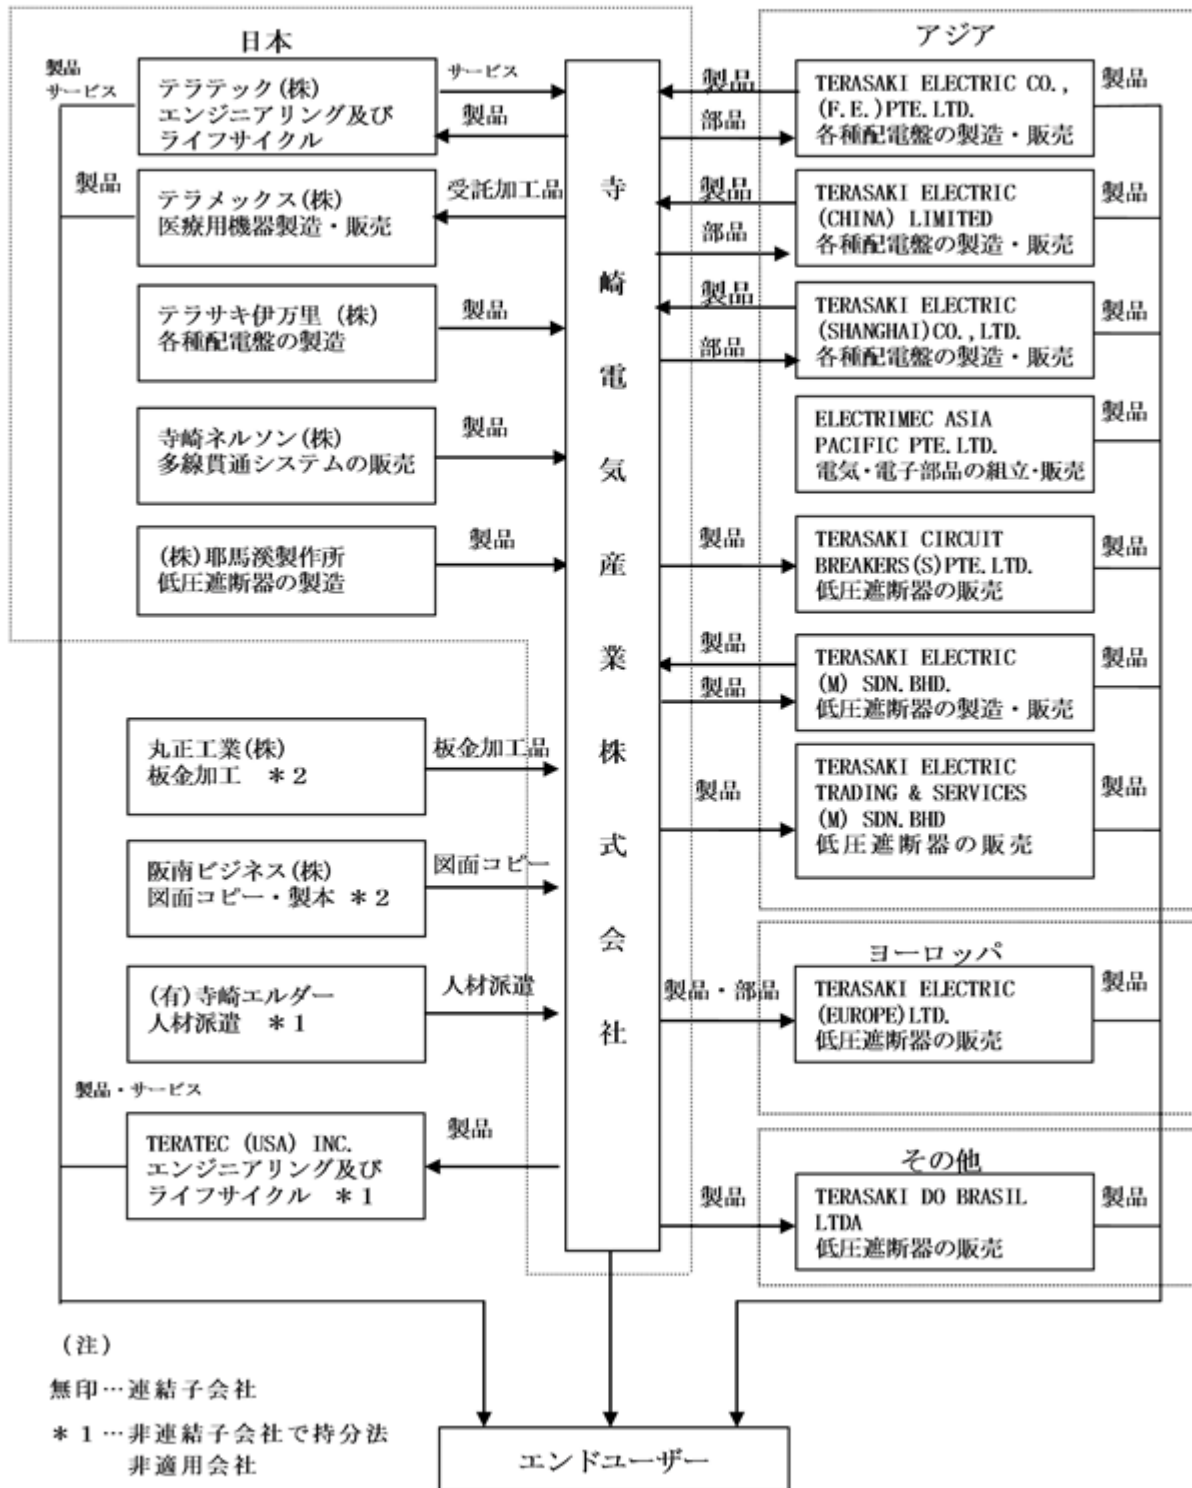 日本
製品
サービス
テラテック(株)
エンジニアリング及び
ライフサイクル
サービス
製品
製品
テラメックス(株)
医療用機器製造・販売
受託加工品
テラサキ伊万里(株)
各種配電盤の製造
製品
寺崎ネルソン(株)
多線貫通システムの販売
製品
(株)耶馬溪製作所
低圧遮断器の製造
製品
丸正工業(株)
板金加工 *2
板金加工品
阪南ビジネス(株)
図面コピー・製本 *2
図面コピー
(有)寺崎エルダー
人材派遣 *1
人材派遣
製品・サービス
TERATEC (USA) INC.
エンジニアリング及び
ライフサイクル *1
製品
寺崎電気産業株式会社
アジア
製品
部品
TERASAKI ELECTRIC CO.,
(F.E.)PTE.LTD.
各種配電盤の製造・販売
製品
製品
部品
TERASAKI ELECTRIC
(CHINA) LIMITED
各種配電盤の製造・販売
製品
製品
部品
TERASAKI ELECTRIC
(SHANGHAI)CO.,LTD.
各種配電盤の製造・販売
製品
ELECTRIMEC ASIA
PACIFIC PTE.LTD.
電気・電子部品の組立・販売
製品
製品
TERASAKI CIRCUIT
BREAKERS(S)PTE.LTD.
低圧遮断器の販売
製品
製品
製品
TERASAKI ELECTRIC
(M) SDN.BHD.
低圧遮断器の製造・販売
製品
製品
TERASAKI ELECTRIC
TRADING & SERVICES
(M) SDN.BHD
低圧遮断器の販売
製品
ヨーロッパ
製品・部品
TERASAKI ELECTRIC
(EUROPE)LTD.
低圧遮断器の販売
製品
その他
製品
TERASAKI DO BRASIL
LTDA
低圧遮断器の販売
製品
(注)
無印…連結子会社
*1…非連結子会社で持分法
非適用会社
エンドユーザー